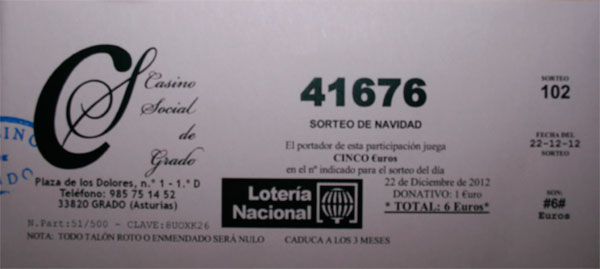 CS
Casino
Social
de
Grado
Plaza de los Dolores, n.º 1 - 1.º D
Teléfono: 985 75 14 52
33820 GRADO (Asturias)
N.Part:51/500 - CLAVE:8UOXK26
NOTA: TODO TALÓN ROTO O ENMENDADO SERÁ NULO CADUCA A LOS 3 MESES
41676
SORTEO DE NAVIDAD
El portador de esta participación juega
CINCO €uros
en el nº indicado para el sorteo del día
22 de Diciembre de 2012
DONATIVO: 1 €uro
* TOTAL: 6 Euros*
Lotería
Nacional
SORTEO
102
FECHA DEL
22-12-12
SORTEO
SON:
#6#
Euros